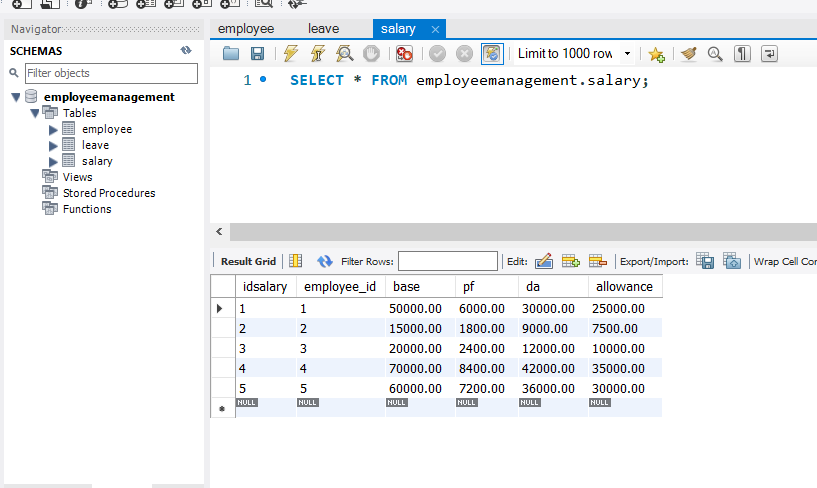 Navigator
employee leave salary
SCHEMAS
Limit to 1000 row
Filter objects
1 SELECT * FROM employeemanagement.salary;
employeemanagement
Tables
employee
leave
salary
Views
Stored Procedures
Functions
Result Grid Filter Rows: Edit: Export/Import: Wrap Cell Con
idsalary employee_id base pf da allowance
1 1 50000.00 6000.00 30000.00 25000.00
2 2 15000.00 1800.00 9000.00 7500.00
3 3 20000.00 2400.00 12000.00 10000.00
4 4 70000.00 8400.00 42000.00 35000.00
5 5 60000.00 7200.00 36000.00 30000.00
NULL NULL NULL NULL NULL NULL